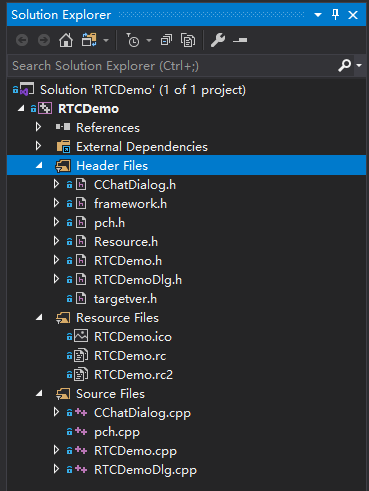 Solution Explorer
Search Solution Explorer (Ctrl+;)
Solution 'RTCDemo' (1 of 1 project)
RTCDemo
References
External Dependencies
Header Files
CChatDialog.h
framework.h
pch.h
Resource.h
RTCDemo.h
RTCDemoDlg.h
targetver.h
Resource Files
RTCDemo.ico
RTCDemo.rc
RTCDemo.rc2
Source Files
CChatDialog.cpp
pch.cpp
RTCDemo.cpp
RTCDemoDlg.cpp